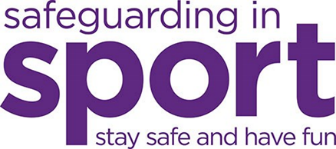 safeguarding in
sport
stay safe and have fun